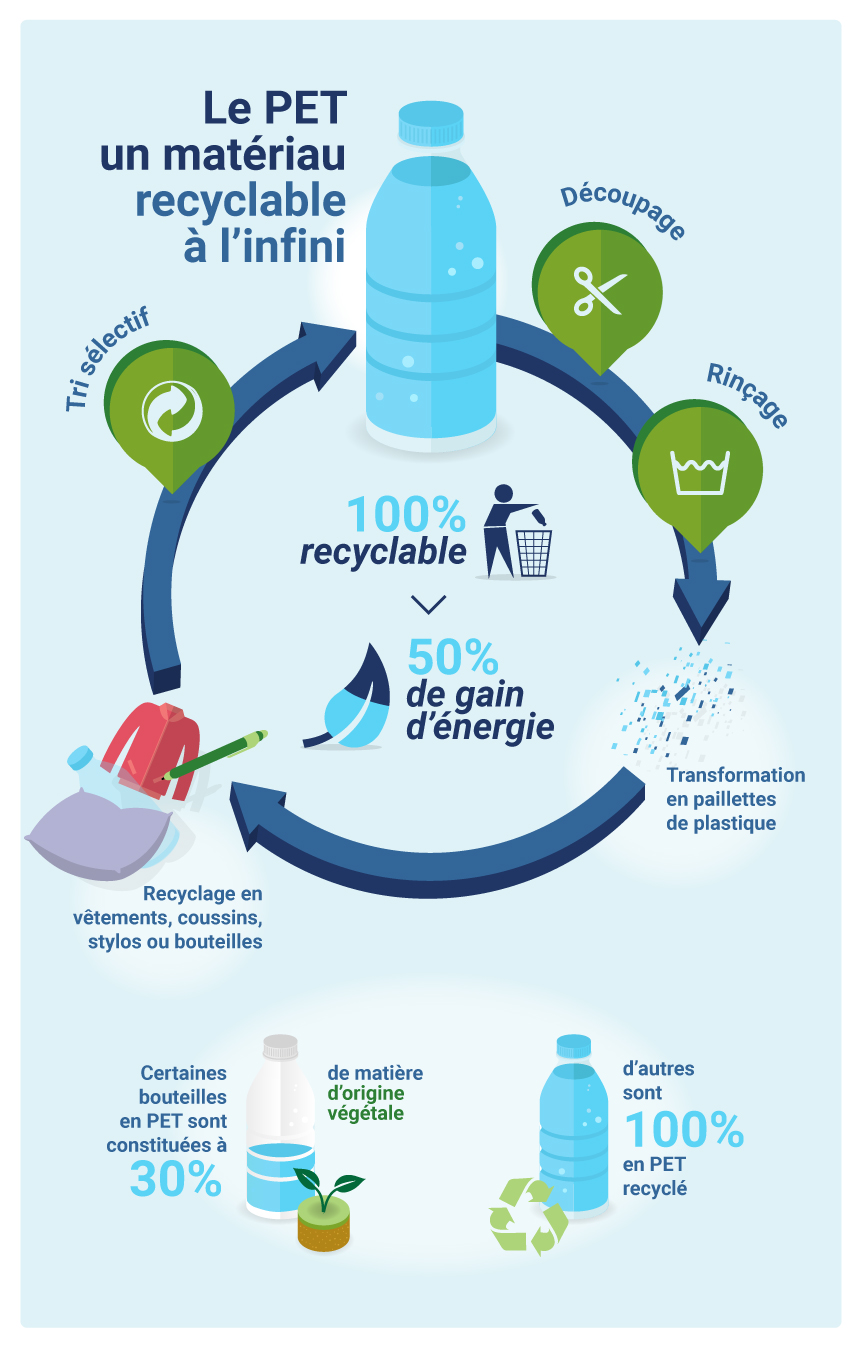 Le PET
un matériau
recyclable
à l'infini
Découpage
Rinçage
Tri sélectif
100%
recyclable
50%
de gain
d'énergie
Transformation
en paillettes
de plastique
Recyclage en
vêtements, coussins,
stylos ou bouteilles
Certaines
bouteilles
en PET sont
constituées à
30%
de matière
d'origine
végétale
d'autres
sont
100%
en PET
recyclé